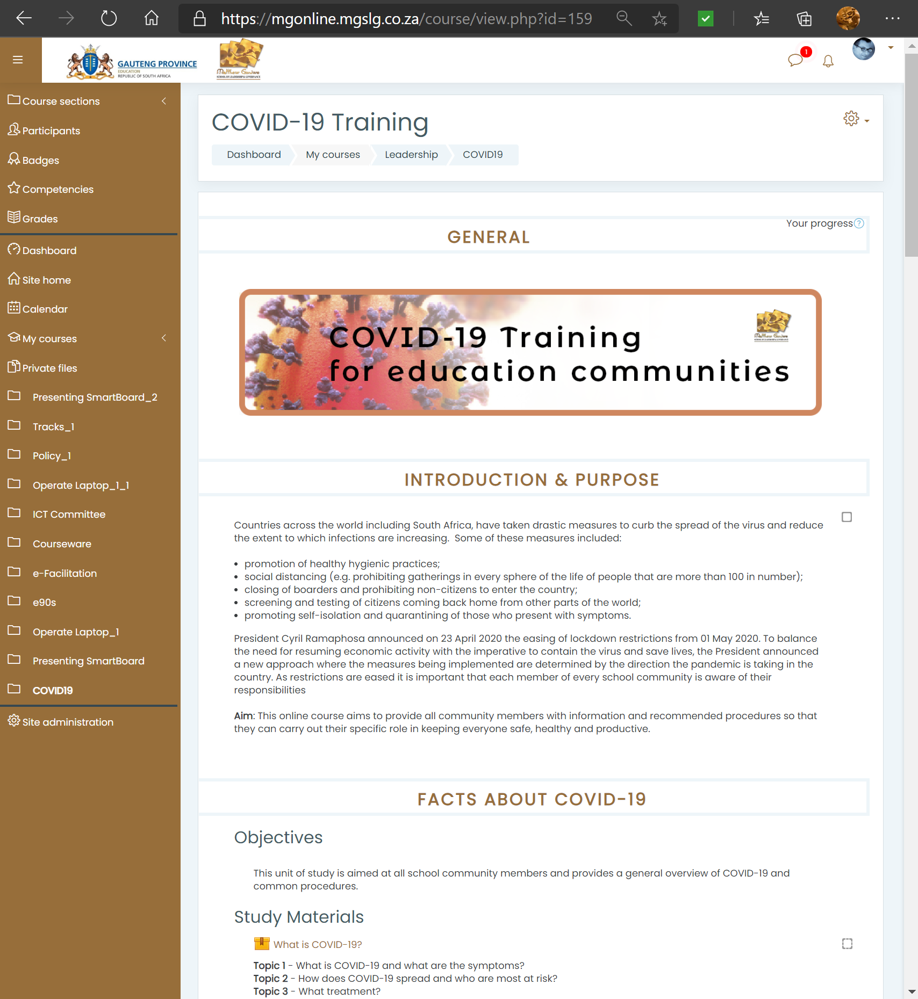 https://mgonline.mgslg.co.za/course/view.php?id=159
GAUTENG PROVINCE
EDUCATION
REPUBLIC OF SOUTH AFRICA
Matthew Goniwe
SCHOOL OF LEADERSHIP & GOVERNANCE
1
Course sections
Participants
Badges
Competencies
Grades
Dashboard
Site home
Calendar
My courses
Private files
Presenting SmartBoard_2
Tracks_1
Policy_1
Operate Laptop_1_1
ICT Committee
Courseware
e-Facilitation
e90s
Operate Laptop_1
Presenting SmartBoard
COVID19
Site administration
COVID-19 Training
Dashboard
My courses
Leadership
COVID19
Your progress
GENERAL
COVID-19 Training
for education communities
Matthew Goniwe
SCHOOL OF LEADERSHIP & GOVERNANCE
INTRODUCTION & PURPOSE
Countries across the world including South Africa, have taken drastic measures to curb the spread of the virus and reduce
the extent to which infections are increasing.  Some of these measures included:
• promotion of healthy hygienic practices;
• social distancing (e.g. prohibiting gatherings in every sphere of the life of people that are more than 100 in number);
• closing of boarders and prohibiting non-citizens to enter the country;
• screening and testing of citizens coming back home from other parts of the world;
• promoting self-isolation and quarantining of those who present with symptoms.
President Cyril Ramaphosa announced on 23 April 2020 the easing of lockdown restrictions from 01 May 2020. To balance
the need for resuming economic activity with the imperative to contain the virus and save lives, the President announced
a new approach where the measures being implemented are determined by the direction the pandemic is taking in the
country. As restrictions are eased it is important that each member of every school community is aware of their
responsibilities
Aim: This online course aims to provide all community members with information and recommended procedures so that
they can carry out their specific role in keeping everyone safe, healthy and productive.
FACTS ABOUT COVID-19
Objectives
This unit of study is aimed at all school community members and provides a general overview of COVID-19 and
common procedures.
Study Materials
What is COVID-19?
Topic 1 - What is COVID-19 and what are the symptoms?
Topic 2 - How does COVID-19 spread and who are most at risk?
Topic 3 - What treatment?